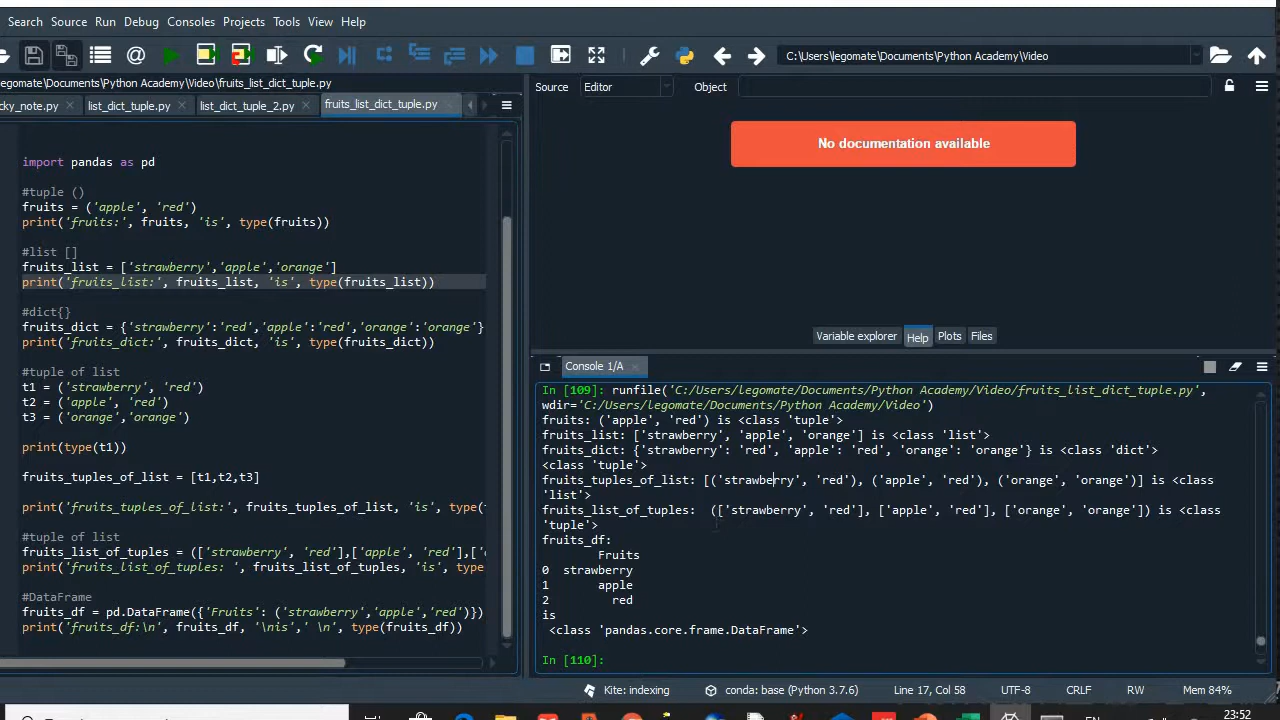 Search Source Run Debug Consoles Projects Tools View Help
C:\Users\legomate\Documents\Python Academy\Video
legomate\Documents\Python Academy\Video\fruits_list_dict_tuple.py
cky_note.py list_dict_tuple.py list_dict_tuple_2.py fruits_list_dict_tuple.py
import pandas as pd
#tuple ()
fruits = ('apple', 'red')
print('fruits:', fruits, 'is', type(fruits))
#list []
fruits_list = ['strawberry','apple','orange']
print('fruits_list:', fruits_list, 'is', type(fruits_list))
#dict{}
fruits_dict = {'strawberry':'red','apple':'red','orange':'orange'}
print('fruits_dict:', fruits_dict, 'is', type(fruits_dict))
#tuple of list
t1 = ('strawberry', 'red')
t2 = ('apple', 'red')
t3 = ('orange','orange')
print(type(t1))
fruits_tuples_of_list = [t1,t2,t3]
print('fruits_tuples_of_list:', fruits_tuples_of_list, 'is',
#tuple of list
fruits_list_of_tuples = (['strawberry', 'red'],['apple', 'red'],['
print('fruits_list_of_tuples: ', fruits_list_of_tuples, 'is', type
#DataFrame
fruits_df = pd.DataFrame({'Fruits': ('strawberry','apple','red')})
print('fruits_df:\n', fruits_df, '\nis',' \n', type(fruits_df))
Source Editor Object
No documentation available
Variable explorer Help Plots Files
Console 1/A
In [109]: runfile('C:/Users/legomate/Documents/Python Academy/Video/fruits_list_dict_tuple.py',
wdir='C:/Users/legomate/Documents/Python Academy/Video')
fruits: ('apple', 'red') is <class 'tuple'>
fruits_list: ['strawberry', 'apple', 'orange'] is <class 'list'>
fruits_dict: {'strawberry': 'red', 'apple': 'red', 'orange': 'orange'} is <class 'dict'>
<class 'tuple'>
fruits_tuples_of_list: [('strawberry', 'red'), ('apple', 'red'), ('orange', 'orange')] is <class
'list'>
fruits_list_of_tuples:  (['strawberry', 'red'], ['apple', 'red'], ['orange', 'orange']) is <class
'tuple'>
fruits_df:
Fruits
0 strawberry
1 apple
2 red
is
<class 'pandas.core.frame.DataFrame'>
In [110]:
Kite: indexing conda: base (Python 3.7.6) Line 17, Col 58 UTF-8 CRLF RW Mem 84%
23:52